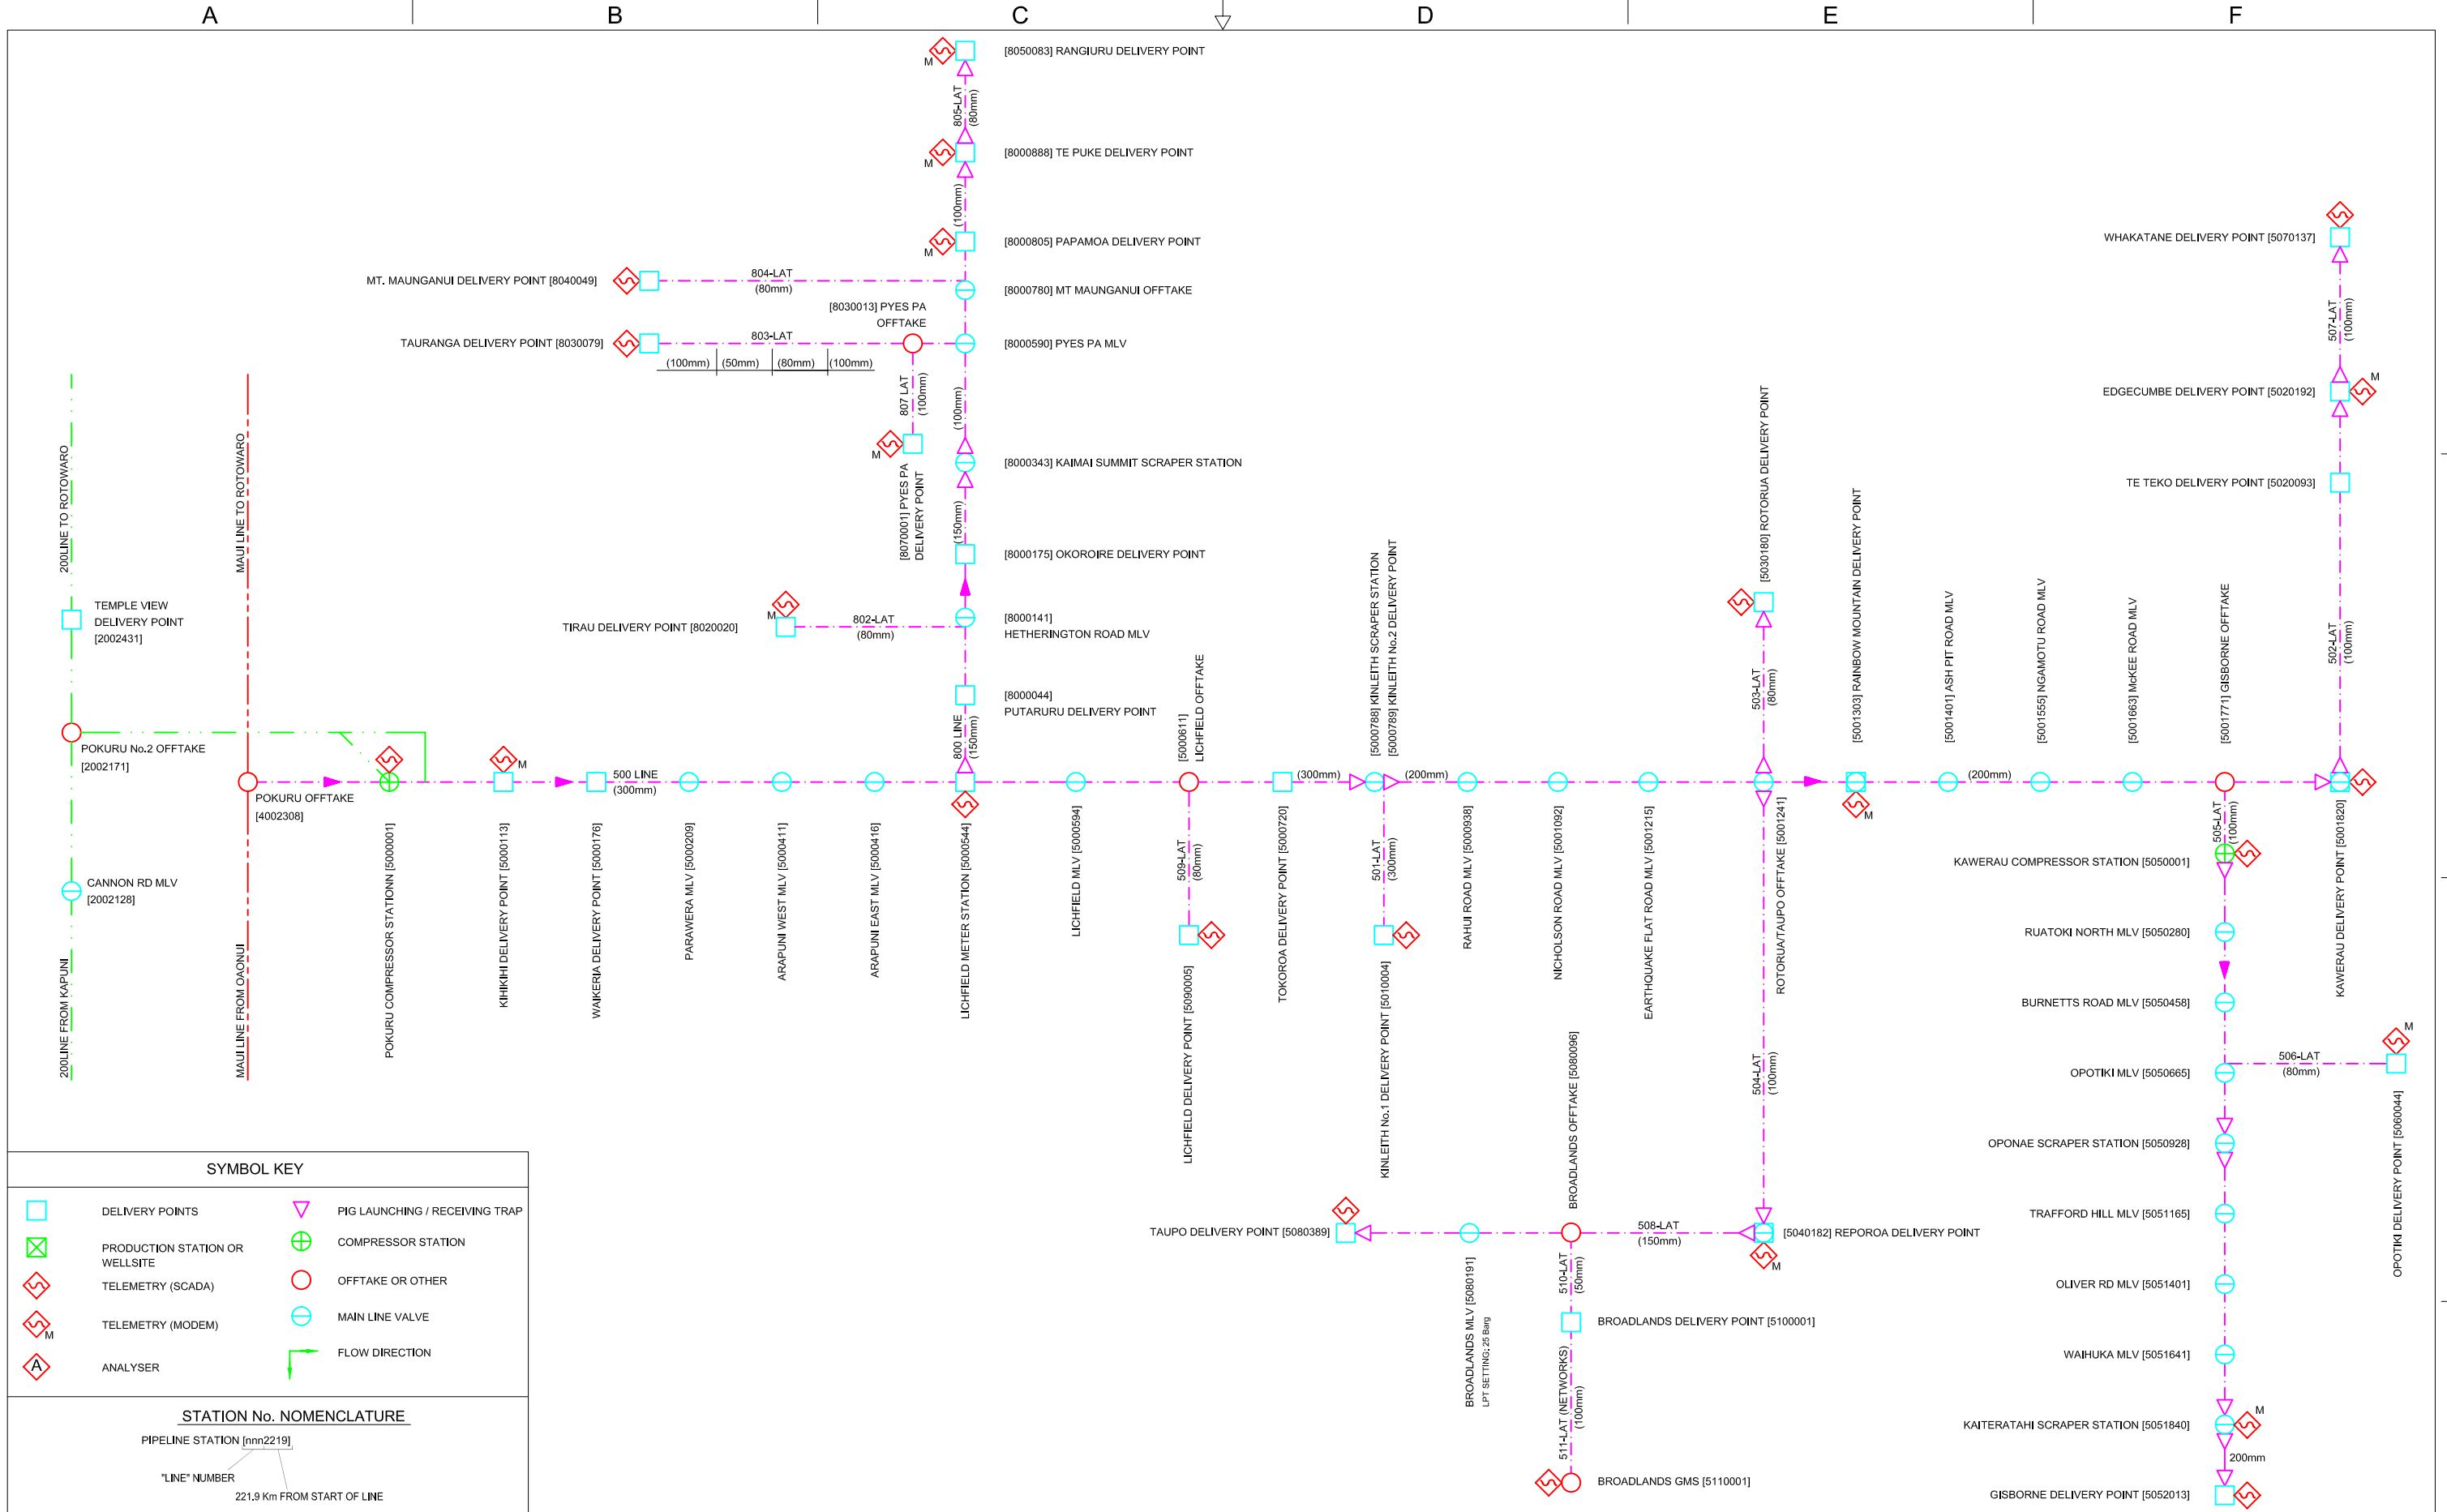 A
B
C
D
E
F
[8050083] RANGIURU DELIVERY POINT
M
805-LAT
(80mm)
[8000888] TE PUKE DELIVERY POINT
M
(100mm)
[8000805] PAPAMOA DELIVERY POINT
M
WHAKATANE DELIVERY POINT [5070137]
MT. MAUNGANUI DELIVERY POINT [8040049]
804-LAT
(80mm)
[8000780] MT MAUNGANUI OFFTAKE
[8030013] PYES PA
OFFTAKE
TAURANGA DELIVERY POINT [8030079]
803-LAT
[8000590] PYES PA MLV
(100mm)
(50mm)
(80mm)
(100mm)
507-LAT
(100mm)
807 LAT
(100mm)
(100mm)
EDGECUMBE DELIVERY POINT [5020192]
M
M
[8070001] PYES PA
DELIVERY POINT
[8000343] KAIMAI SUMMIT SCRAPER STATION
TE TEKO DELIVERY POINT [5020093]
(150mm)
[8000175] OKOROIRE DELIVERY POINT
200LINE TO ROTOWARO
MAUI LINE TO ROTOWARO
TEMPLE VIEW
DELIVERY POINT
[2002431]
TIRAU DELIVERY POINT [8020020]
M
802-LAT
(80mm)
[8000141]
HETHERINGTON ROAD MLV
[8000044]
PUTARURU DELIVERY POINT
800 LINE
(150mm)
[5000611]
LICHFIELD OFFTAKE
[5000788] KINLEITH SCRAPER STATION
[5000789] KINLEITH No.2 DELIVERY POINT
[5030180] ROTORUA DELIVERY POINT
503-LAT
(80mm)
[5001303] RAINBOW MOUNTAIN DELIVERY POINT
[5001401] ASH PIT ROAD MLV
[5001555] NGAMOTU ROAD MLV
[5001663] McKEE ROAD MLV
[5001771] GISBORNE OFFTAKE
502-LAT
(100mm)
POKURU No.2 OFFTAKE
[2002171]
POKURU OFFTAKE
[4002308]
M
500 LINE
(300mm)
(300mm)
(200mm)
(200mm)
M
CANNON RD MLV
[2002128]
200LINE FROM KAPUNI
MAUI LINE FROM OAONUI
POKURU COMPRESSOR STATIONN [5000001]
KIHIKIHI DELIVERY POINT [5000113]
WAIKERIA DELIVERY POINT [5000176]
PARAWERA MLV [5000209]
ARAPUNI WEST MLV [5000411]
ARAPUNI EAST MLV [5000416]
LICHFIELD METER STATION [5000544]
LICHFIELD MLV [5000594]
509-LAT
(80mm)
LICHFIELD DELIVERY POINT [5090005]
TOKOROA DELIVERY POINT [5000720]
501-LAT
(300mm)
KINLEITH No.1 DELIVERY POINT [5010004]
RAHUI ROAD MLV [5000938]
NICHOLSON ROAD MLV [5001092]
EARTHQUAKE FLAT ROAD MLV [5001215]
ROTORUA/TAUPO OFFTAKE [5001241]
505-LAT
(100mm)
KAWERAU DELIVERY POINT [5001820]
KAWERAU COMPRESSOR STATION [5050001]
RUATOKI NORTH MLV [5050280]
BURNETTS ROAD MLV [5050458]
OPOTIKI MLV [5050665]
506-LAT
(80mm)
M
OPOTIKI DELIVERY POINT [5060044]
OPONAE SCRAPER STATION [5050928]
TRAFFORD HILL MLV [5051165]
OLIVER RD MLV [5051401]
WAIHUKA MLV [5051641]
KAITERATAHI SCRAPER STATION [5051840]
M
200mm
GISBORNE DELIVERY POINT [5052013]
504-LAT
(100mm)
BROADLANDS OFFTAKE [5080096]
TAUPO DELIVERY POINT [5080389]
508-LAT
(150mm)
[5040182] REPOROA DELIVERY POINT
M
BROADLANDS MLV [5080191]
LPT SETTING; 25 Barg
510-LAT
(50mm)
BROADLANDS DELIVERY POINT [5100001]
511-LAT (NETWORKS)
(100mm)
BROADLANDS GMS [5110001]
SYMBOL KEY
DELIVERY POINTS
PIG LAUNCHING / RECEIVING TRAP
PRODUCTION STATION OR
WELLSITE
COMPRESSOR STATION
TELEMETRY (SCADA)
OFFTAKE OR OTHER
M
TELEMETRY (MODEM)
MAIN LINE VALVE
A
ANALYSER
FLOW DIRECTION
STATION No. NOMENCLATURE
PIPELINE STATION [nnn2219]
"LINE" NUMBER
221.9 Km FROM START OF LINE